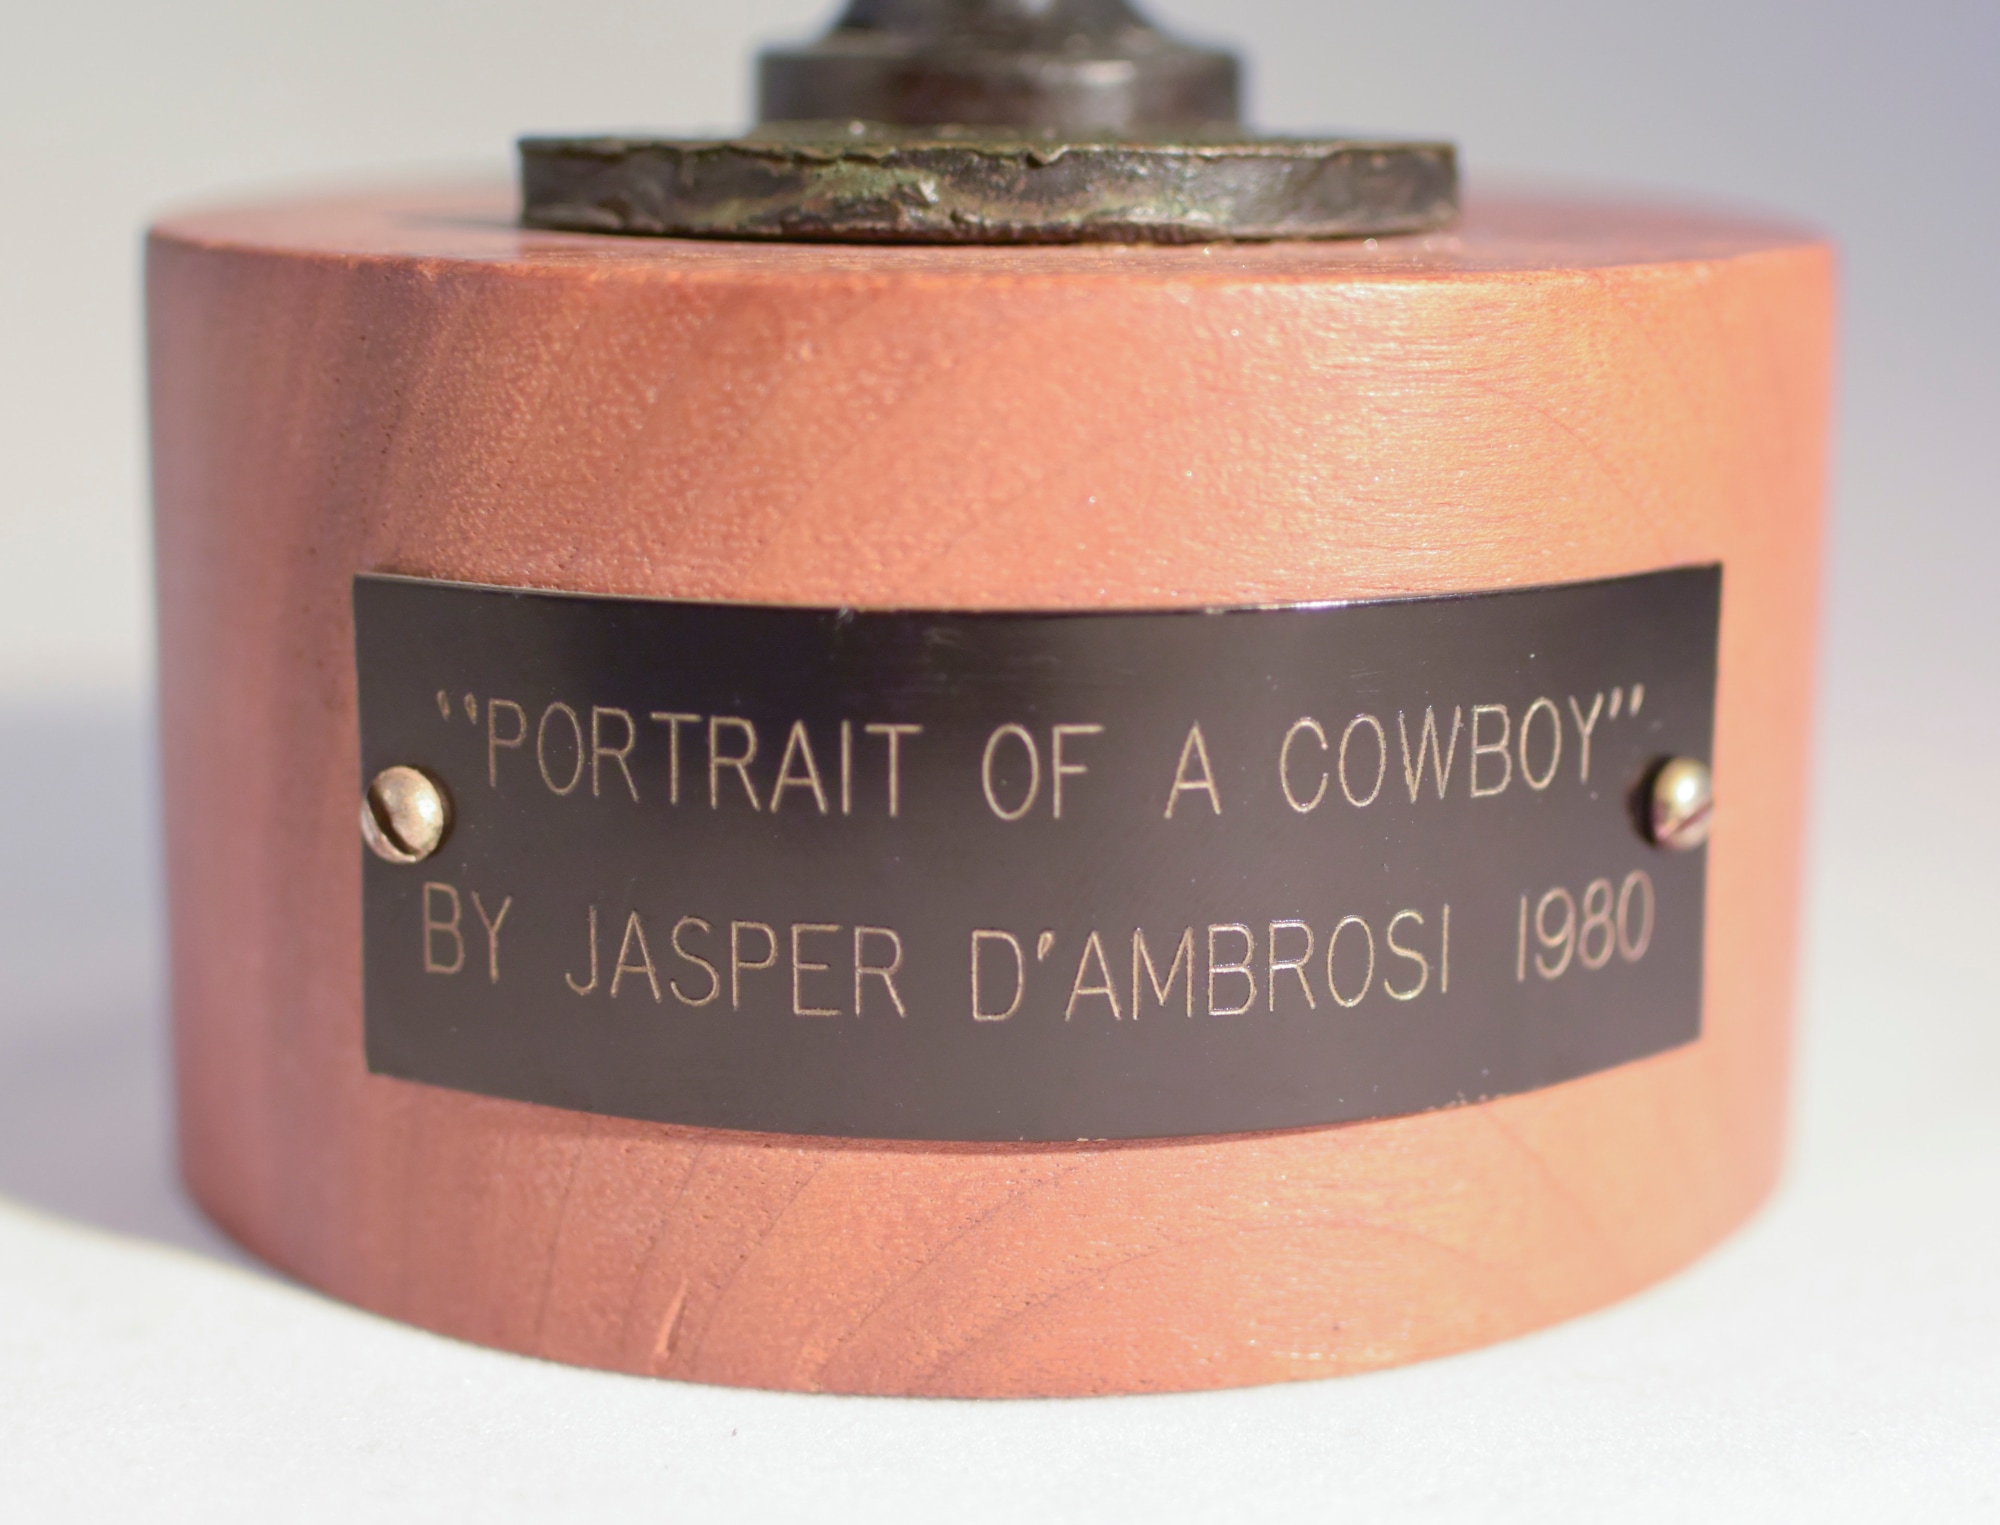 "PORTRAIT OF A COWBOY"
BY JASPER D'AMBROSI 1980